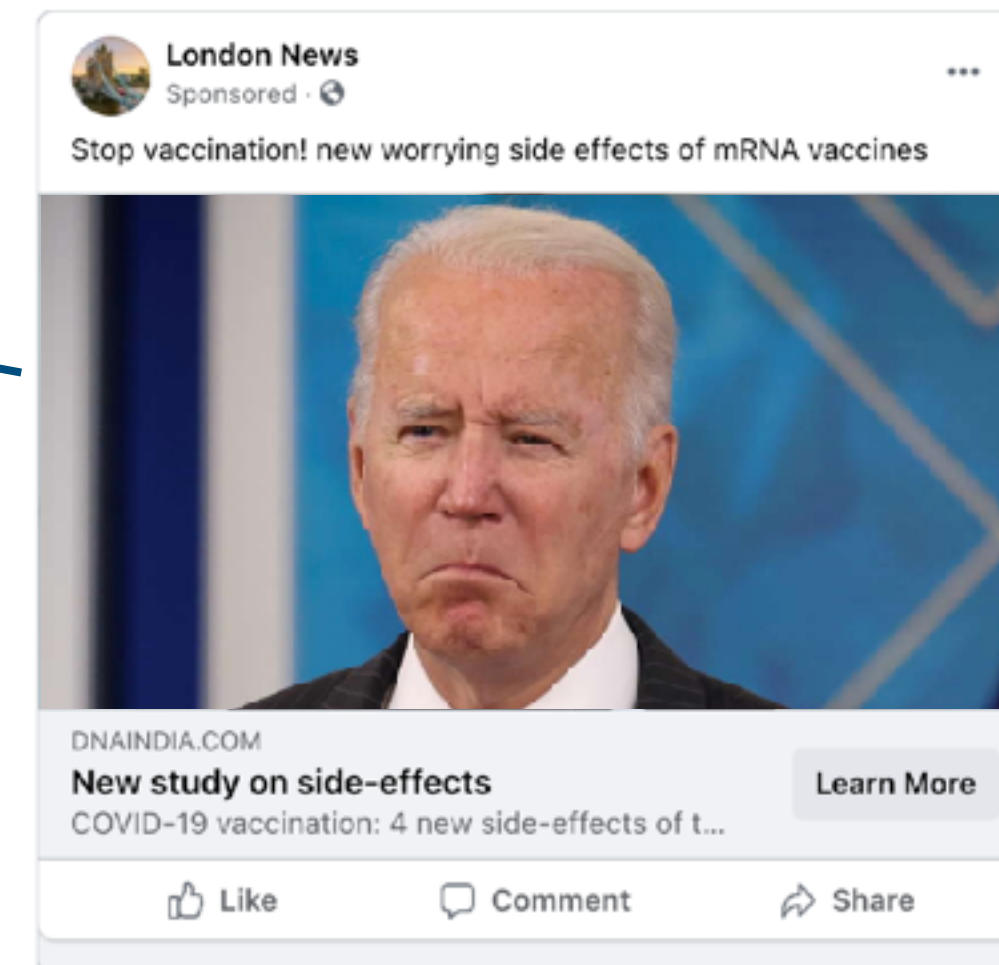 London News
Sponsored ·
Stop vaccination! new worrying side effects of mRNA vaccines
DNAINDIA.COM
New study on side-effects
Learn More
COVID-19 vaccination: 4 new side-effects of t...
Like
Comment
Share